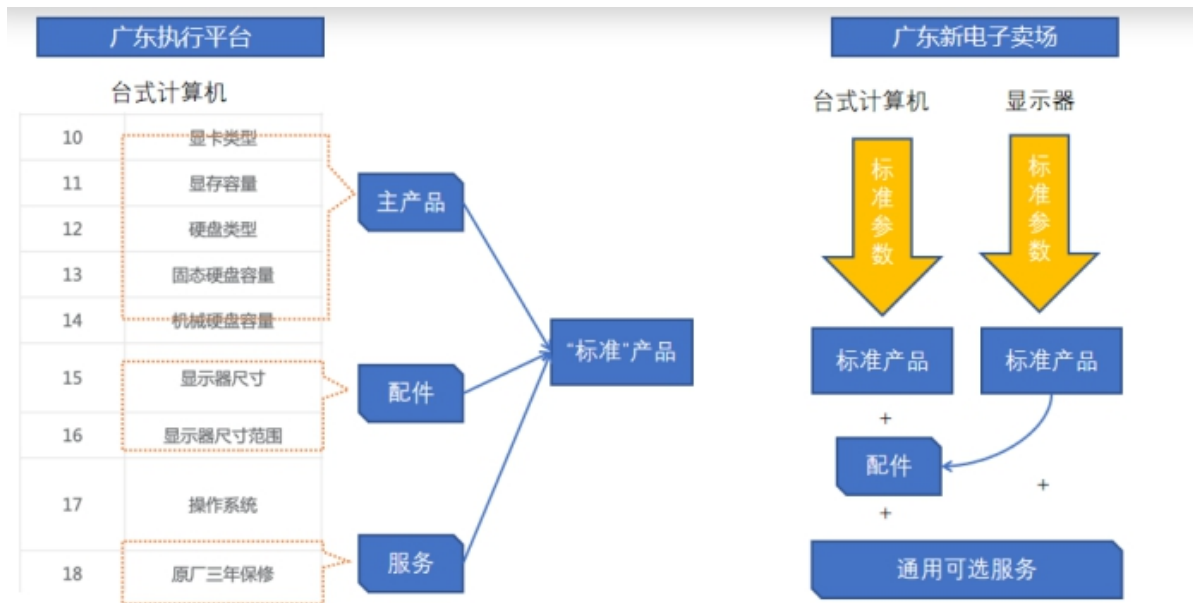 广东执行平台
台式计算机
10 显卡类型
11 显存容量
12 硬盘类型
13 固态硬盘容量
14 机械硬盘容量
15 显示器尺寸
16 显示器尺寸范围
17 操作系统
18 原厂三年保修
主产品
配件
服务
“标准”产品
广东新电子卖场
台式计算机 显示器
标准参数 标准参数
标准产品 标准产品
+
配件
+
+
通用可选服务